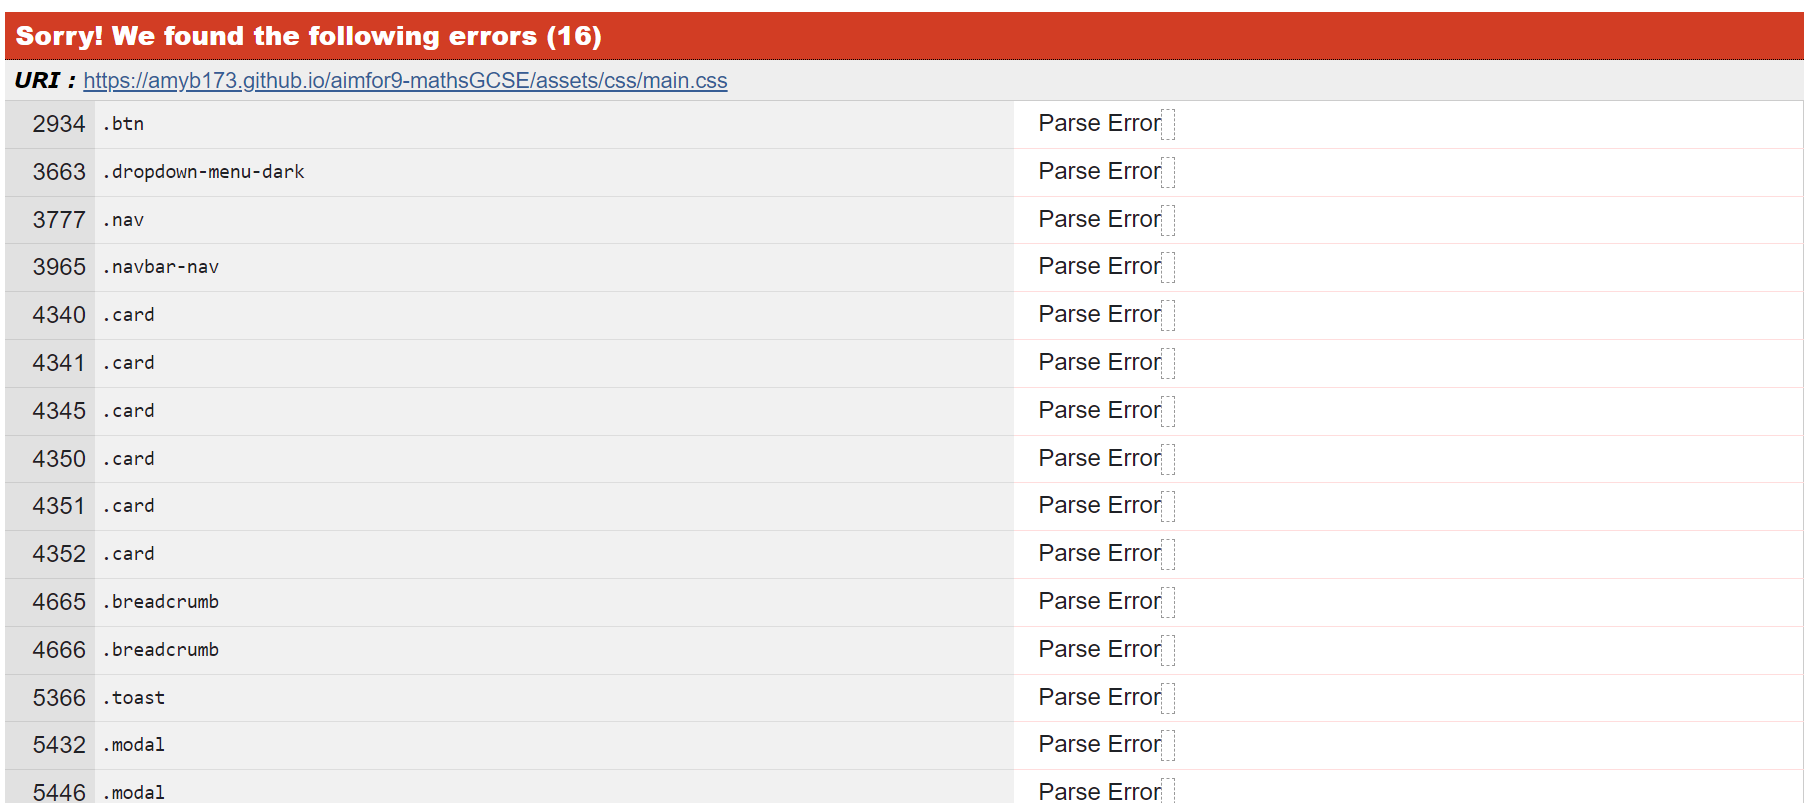 Sorry! We found the following errors (16)
URI : https://amyb173.github.io/aimfor9-mathsGCSE/assets/css/main.css
2934 .btn Parse Error
3663 .dropdown-menu-dark Parse Error
3777 .nav Parse Error
3965 .navbar-nav Parse Error
4340 .card Parse Error
4341 .card Parse Error
4345 .card Parse Error
4350 .card Parse Error
4351 .card Parse Error
4352 .card Parse Error
4665 .breadcrumb Parse Error
4666 .breadcrumb Parse Error
5366 .toast Parse Error
5432 .modal Parse Error
5446 .modal Parse Error